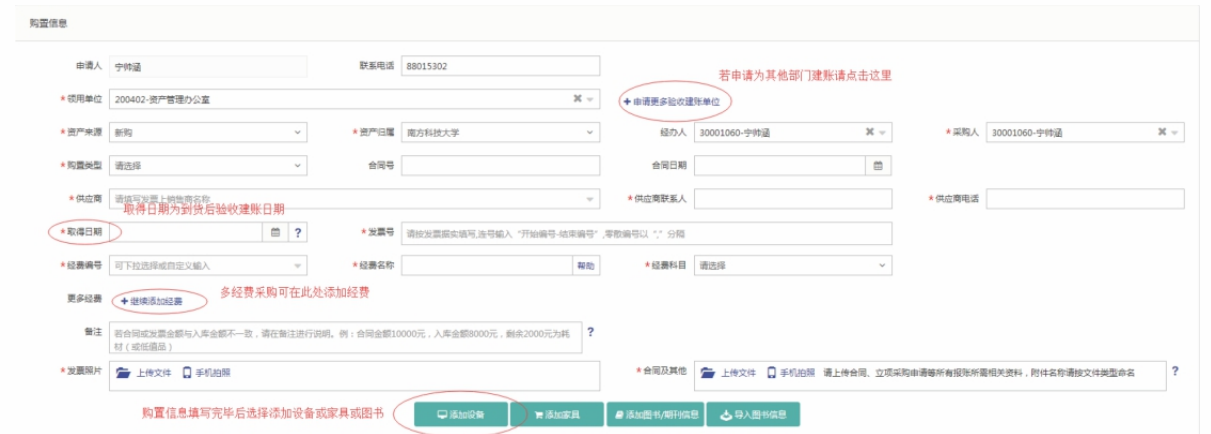 购置信息
申请人 宁帅涵 联系电话 88015302
若申请为其他部门建账请点击这里
*领用单位 200402-资产管理办公室 +申请更多验收建账单位
*资产来源 新购 *资产归属 南方科技大学 经办人 30001060-宁帅涵 *采购人 30001060-宁帅涵
*购置类型 请选择 合同号 合同日期
*供应商 请填写发票上销售商名称 *供应商联系人 *供应商电话
取得日期为到货后验收建账日期
*取得日期 ? *发票号 请按发票据实填写,连号输入“开始编号-结束编号”,零散编号以“,”分隔
*经费编号 可下拉选择或自定义输入 *经费名称 帮助 *经费科目 请选择
更多经费 +继续添加经费 多经费采购可在此处添加经费
备注 若合同或发票金额与入库金额不一致,请在备注进行说明。例:合同金额10000元,入库金额8000元,剩余2000元为耗 ?
材(或低值品)
*发票照片 上传文件 手机拍照 *合同及其他 上传文件 手机拍照 请上传合同、立项采购申请等所有报账所需相关资料,附件名称请按文件类型命名 ?
购置信息填写完毕后选择添加设备或家具或图书 添加设备 添加家具 添加图书/期刊信息 导入图书信息